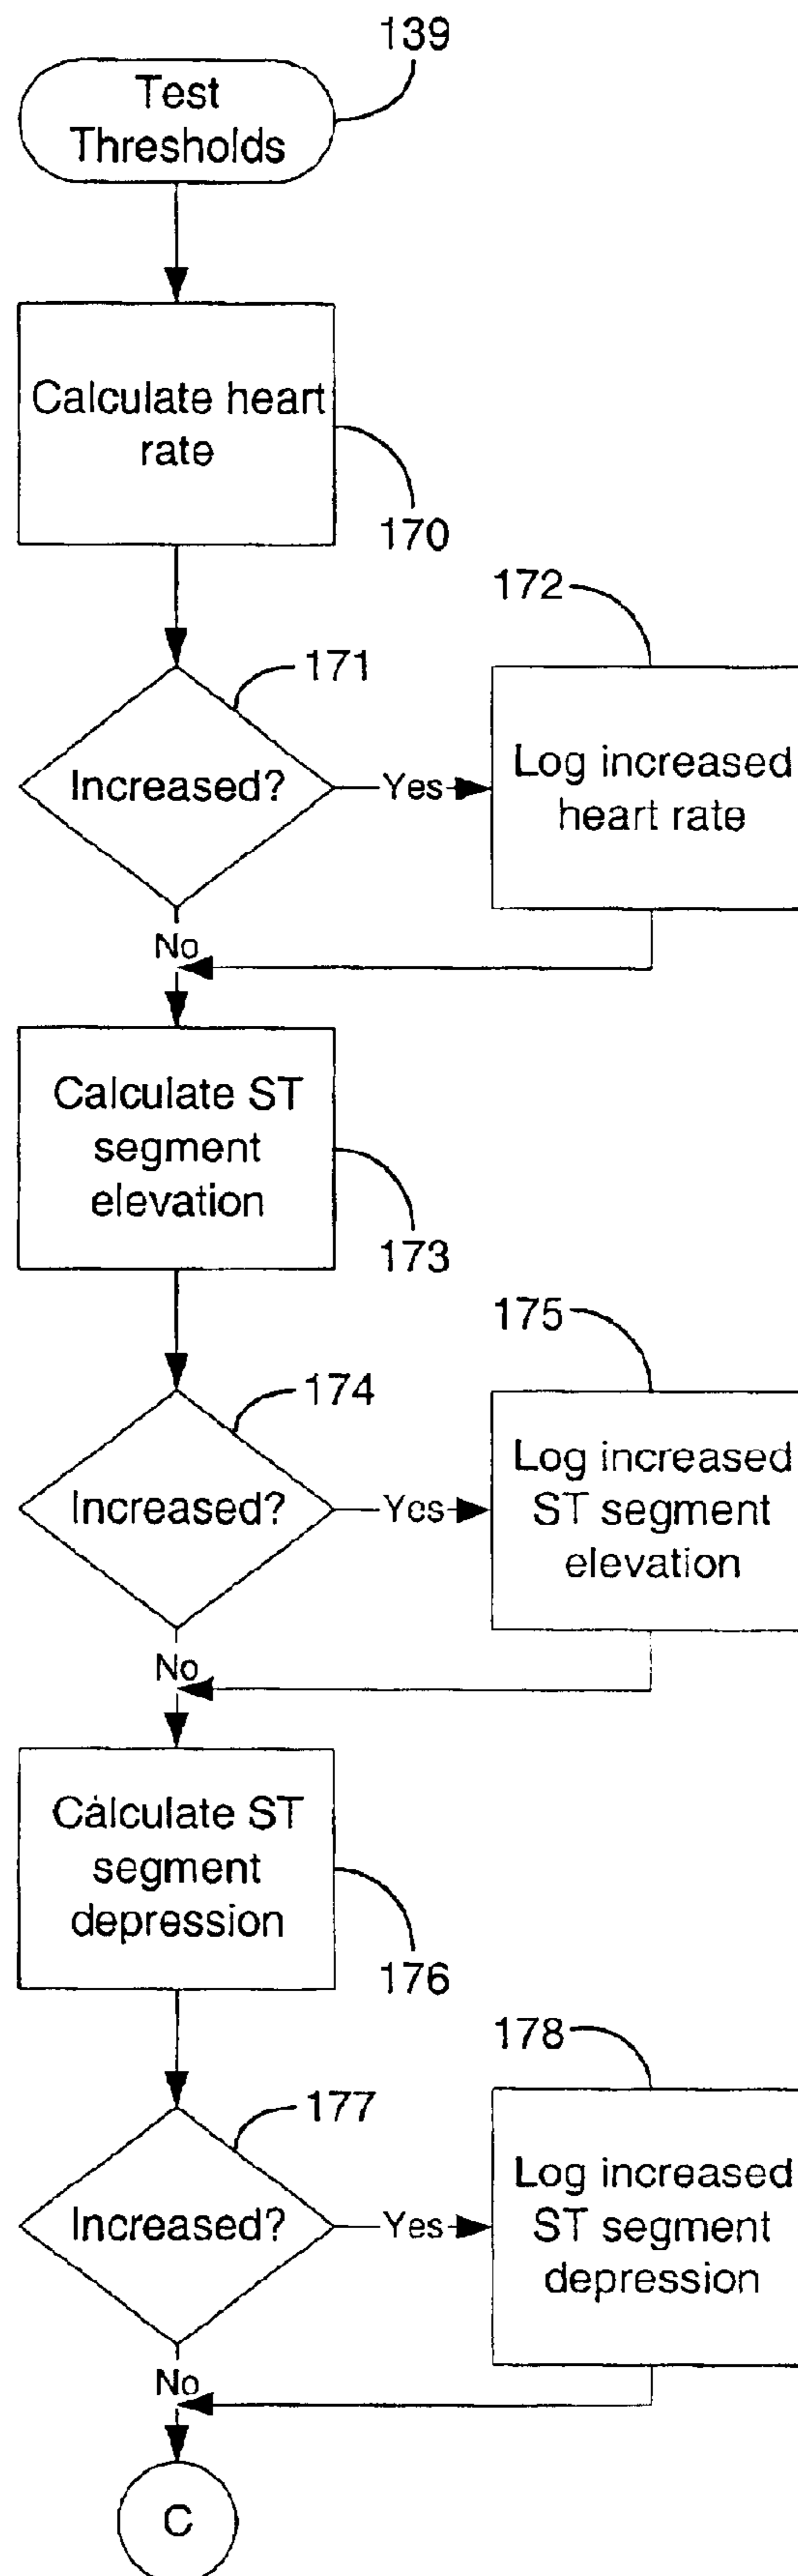 139
Test
Thresholds
Calculate heart
rate
170
172
171
Increased?
Yes
Log increased
heart rate
No
Calculate ST
segment
elevation
173
175
174
Increased?
Yes
Log increased
ST segment
elevation
No
Calculate ST
segment
depression
176
178
177
Increased?
Yes
Log increased
ST segment
depression
No
C